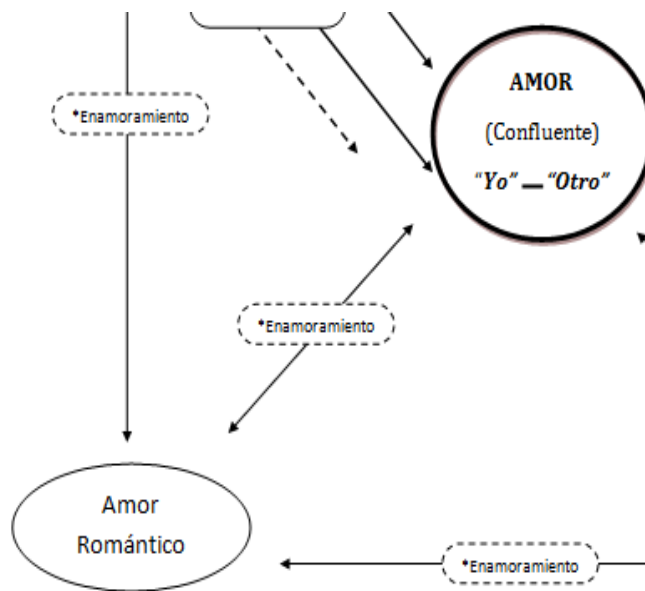 AMOR
*Enamoramiento
(Confluente)
"Yo" — "Otro"
*Enamoramiento
Amor
Romántico
*Enamoramiento